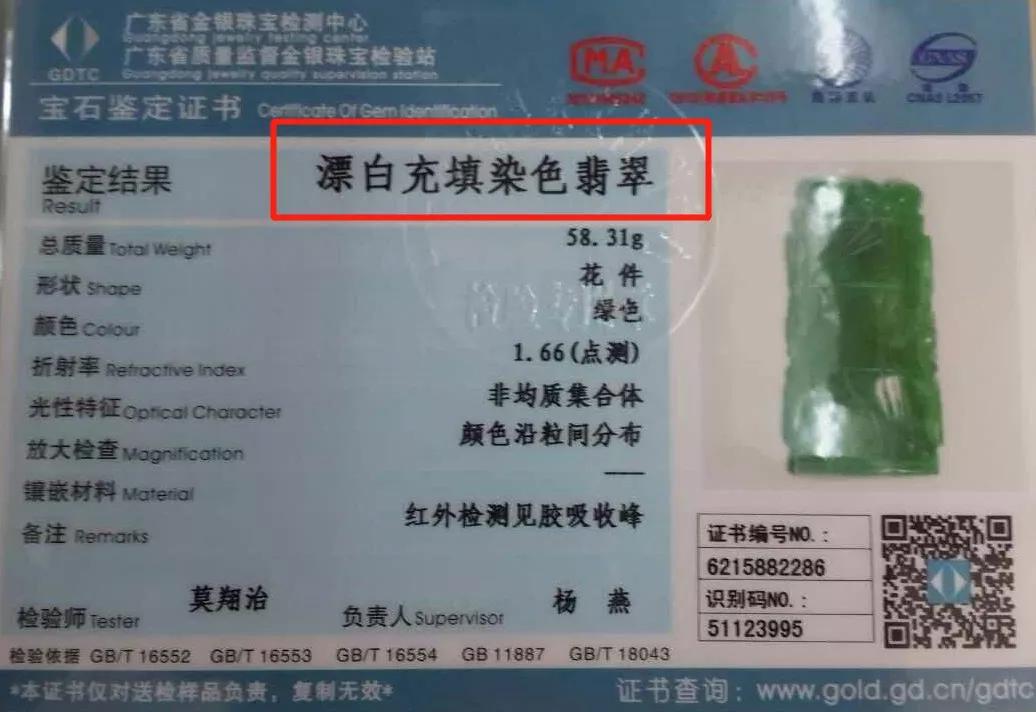 广东省金银珠宝检测中心
Guangdong jewelry testing center
广东省质量监督金银珠宝检验站
Guangdong jewelry quality supervision station
GDTC
宝石鉴定证书 Certificate Of Gem Identification
MA
CNAS
CNAS L2057
鉴定结果 漂白充填染色翡翠
Result
总质量 Total Weight 58.31g
形状 Shape 花件
颜色 Colour 绿色
折射率 Refractive Index 1.66(点测)
光性特征 Optical Character 非均质集合体
放大检查 Magnification 颜色沿粒间分布
镶嵌材料 Material ——
备注 Remarks 红外检测见胶吸收峰
证书编号NO.:
6215882286
识别码NO.:
51123995
检验师 Tester 莫翔治 负责人 Supervisor 杨燕
检验依据 GB/T 16552 GB/T 16553 GB/T 16554 GB 11887 GB/T 18043
*本证书仅对送检样品负责，复制无效*
证书查询：www.gold.gd.cn/gdtc